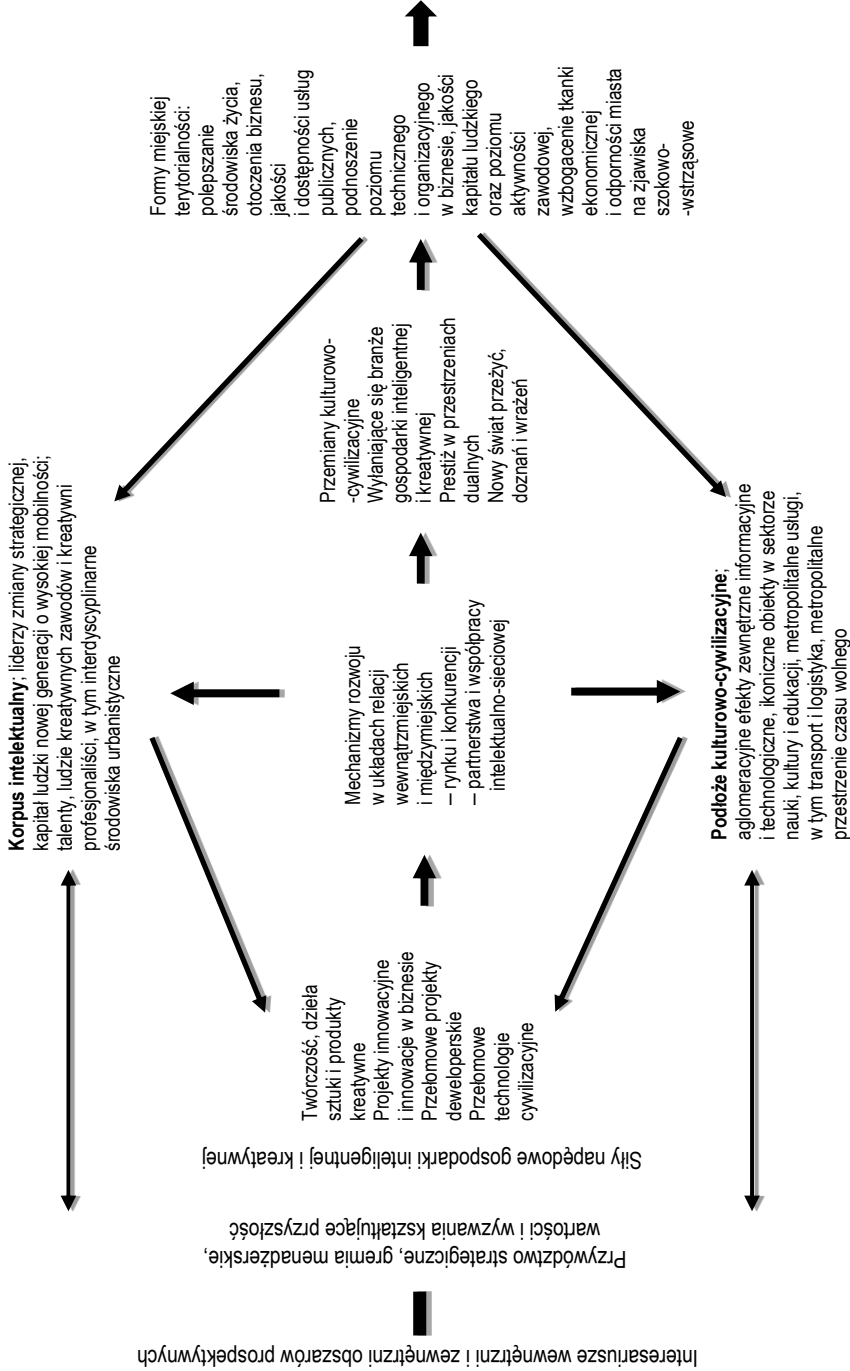 Interesariusze wewnętrzni i zewnętrzni obszarów prospektywnych
Przywództwo strategiczne, gremia menadżerskie,
wartości i wyzwania kształtujące przyszłość
Siły napędowe gospodarki inteligentnej i kreatywnej
Korpus intelektualny; liderzy zmiany strategicznej,
kapitał ludzki nowej generacji o wysokiej mobilności;
talenty, ludzie kreatywnych zawodów i kreatywni
profesjonaliści, w tym interdyscyplinarne
środowiska urbanistyczne
Twórczość, dzieła
sztuki i produkty
kreatywne
Projekty innowacyjne
i innowacje w biznesie
Przełomowe projekty
deweloperskie
Przełomowe
technologie
cywilizacyjne
Mechanizmy rozwoju
w układach relacji
wewnątrzmiejskich
i międzymiejskich
– rynku i konkurencji
– partnerstwa i współpracy
intelektualno-sieciowej
Przemiany kulturowo-
-cywilizacyjne
Wyłaniające się branże
gospodarki inteligentnej
i kreatywnej
Prestiż w przestrzeniach
dualnych
Nowy świat przeżyć,
doznań i wrażeń
Formy miejskiej
terytorialności:
polepszanie
środowiska życia,
otoczenia biznesu,
jakości
i dostępności usług
publicznych,
podnoszenie
poziomu
technicznego
i organizacyjnego
w biznesie, jakości
kapitału ludzkiego
oraz poziomu
aktywności
zawodowej,
wzbogacenie tkanki
ekonomicznej
i odporności miasta
na zjawiska
szokowo-
-wstrząsowe
Podłoże kulturowo-cywilizacyjne;
aglomeracyjne efekty zewnętrzne informacyjne
i technologiczne, ikoniczne obiekty w sektorze
nauki, kultury i edukacji, metropolitalne usługi,
w tym transport i logistyka, metropolitalne
przestrzenie czasu wolnego